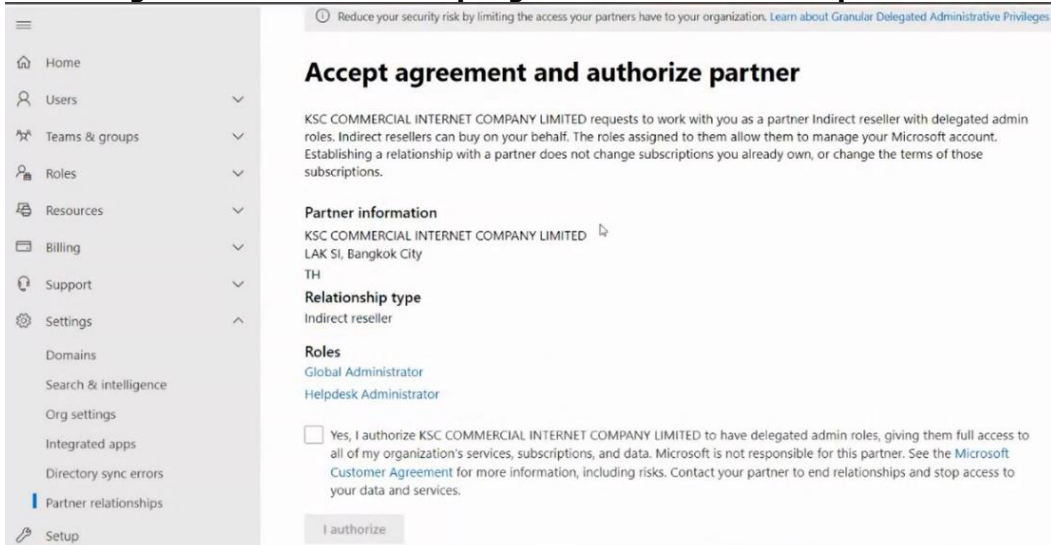 Reduce your security risk by limiting the access your partners have to your organization. Learn about Granular Delegated Administrative Privileges
Home
Users
Teams & groups
Roles
Resources
Billing
Support
Settings
Domains
Search & intelligence
Org settings
Integrated apps
Directory sync errors
Partner relationships
Setup
Accept agreement and authorize partner
KSC COMMERCIAL INTERNET COMPANY LIMITED requests to work with you as a partner Indirect reseller with delegated admin
roles. Indirect resellers can buy on your behalf. The roles assigned to them allow them to manage your Microsoft account.
Establishing a relationship with a partner does not change subscriptions you already own, or change the terms of those
subscriptions.
Partner information
KSC COMMERCIAL INTERNET COMPANY LIMITED
LAK SI, Bangkok City
TH
Relationship type
Indirect reseller
Roles
Global Administrator
Helpdesk Administrator
Yes, I authorize KSC COMMERCIAL INTERNET COMPANY LIMITED to have delegated admin roles, giving them full access to
all of my organization's services, subscriptions, and data. Microsoft is not responsible for this partner. See the Microsoft
Customer Agreement for more information, including risks. Contact your partner to end relationships and stop access to
your data and services.
I authorize